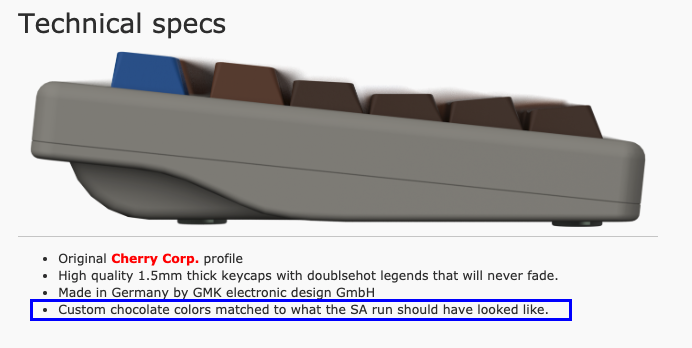 Technical specs
Original Cherry Corp. profile
High quality 1.5mm thick keycaps with doublsehot legends that will never fade.
Made in Germany by GMK electronic design GmbH
Custom chocolate colors matched to what the SA run should have looked like.